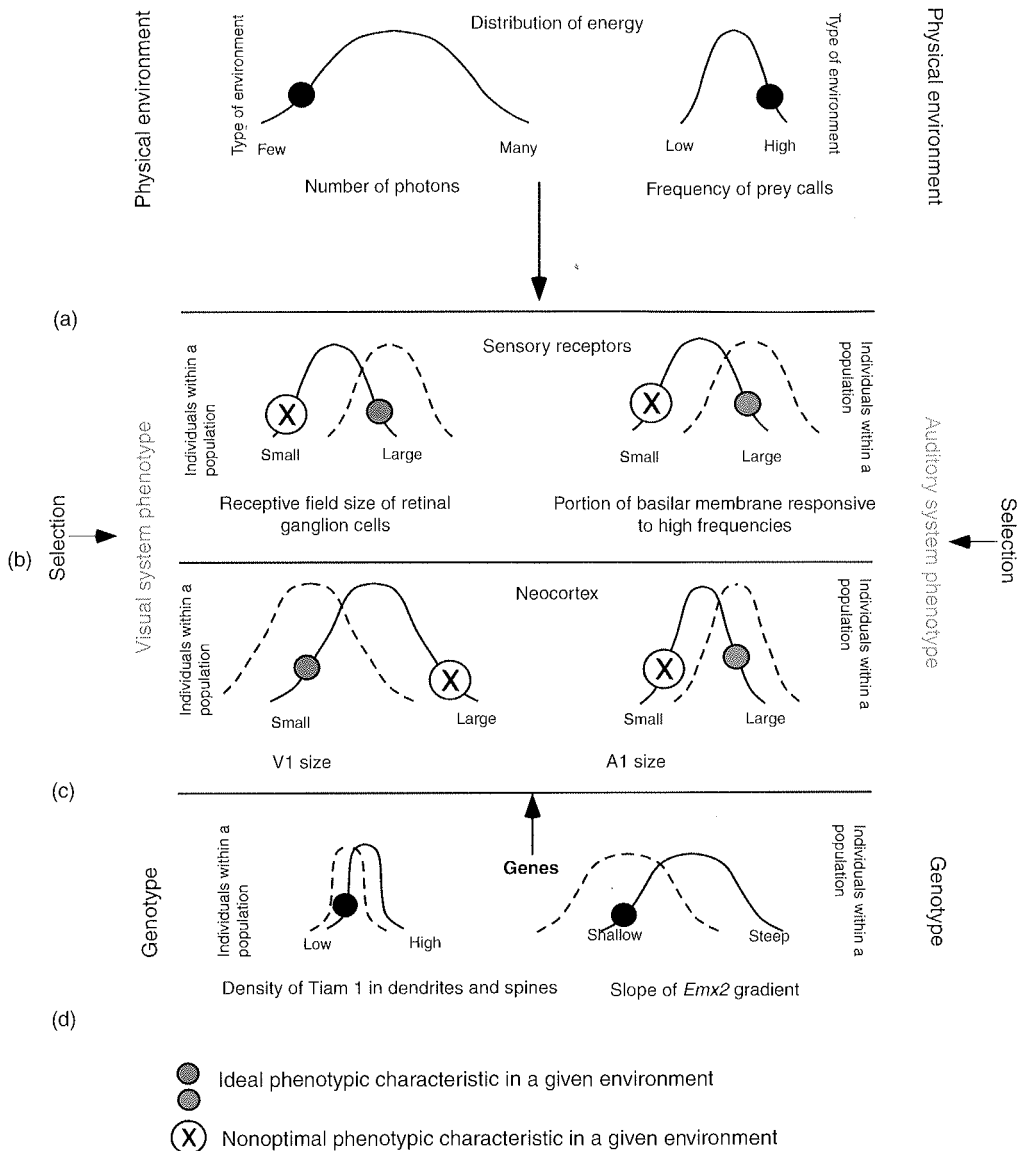 Physical environment
Type of environment
Distribution of energy
Type of environment
Physical environment
Few
Many
Low
High
Number of photons
Frequency of prey calls
(a)
Individuals within a
population
Sensory receptors
Individuals within a
population
X
X
Small
Large
Small
Large
Receptive field size of retinal
ganglion cells
Portion of basilar membrane responsive
to high frequencies
Selection
Visual system phenotype
Auditory system phenotype
Selection
(b)
Individuals within a
population
Neocortex
Individuals within a
population
X
X
Small
Large
Small
Large
V1 size
A1 size
(c)
Genotype
Individuals within a
population
Genes
Individuals within a
population
Genotype
Low
High
Shallow
Steep
Density of Tiam 1 in dendrites and spines
Slope of Emx2 gradient
(d)
Ideal phenotypic characteristic in a given environment
X Nonoptimal phenotypic characteristic in a given environment